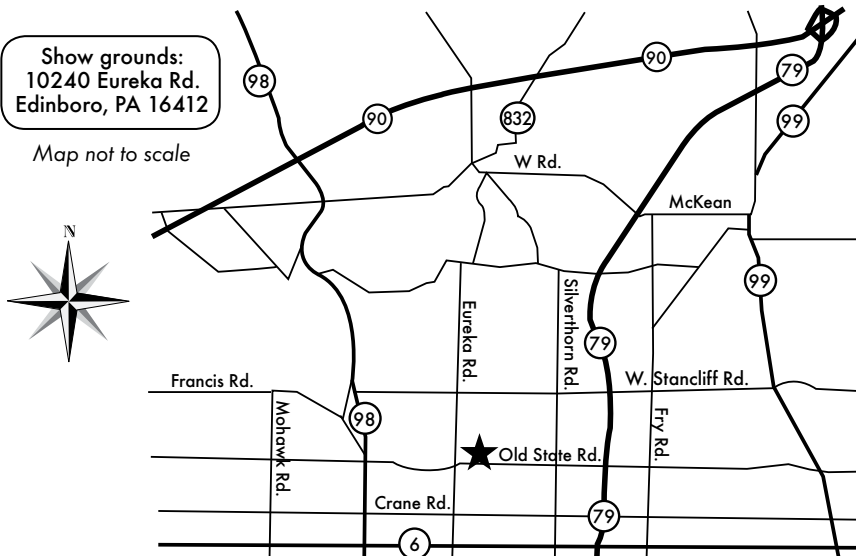 Show grounds:
10240 Eureka Rd.
Edinboro, PA 16412
Map not to scale
N
98
90
90
79
832
99
W Rd.
McKean
99
Eureka Rd.
Silverthorn Rd.
79
Francis Rd.
W. Stancliff Rd.
Mohawk Rd.
98
Fry Rd.
Old State Rd.
Crane Rd.
79
6